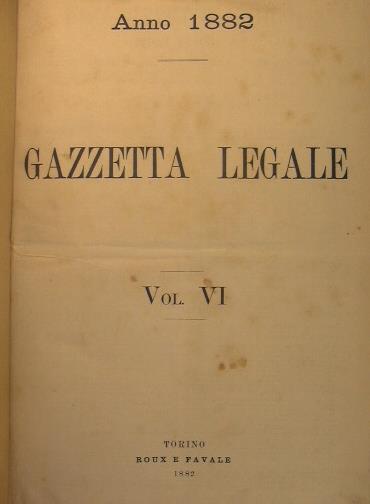 Anno 1882
GAZZETTA LEGALE
VOL. VI
TORINO
ROUX E FAVALE
1882